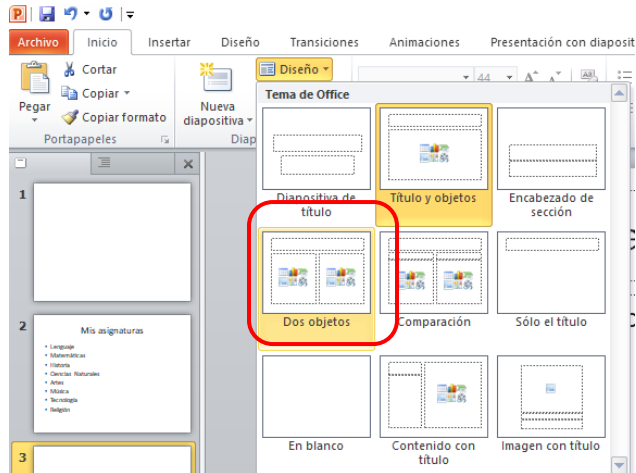 Archivo Inicio Insertar Diseño Transiciones Animaciones Presentación con diaposit
Cortar
Copiar
Copiar formato
Pegar
Portapapeles
Nueva
diapositiva
Diap
Diseño
44
Tema de Office
Diapositiva de
título
Título y objetos
Encabezado de
sección
Dos objetos
Comparación
Sólo el título
En blanco
Contenido con
título
Imagen con título
1
2
Mis asignaturas
• Lenguaje
• Matemáticas
• Historia
• Ciencias Naturales
• Artes
• Música
• Tecnología
• Religión
3